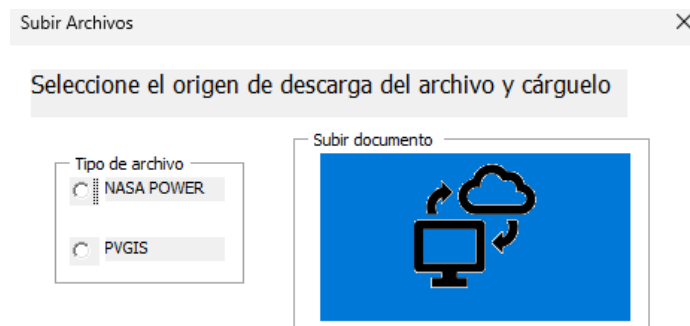 Subir Archivos
Seleccione el origen de descarga del archivo y cárguelo
Tipo de archivo
NASA POWER
PVGIS
Subir documento